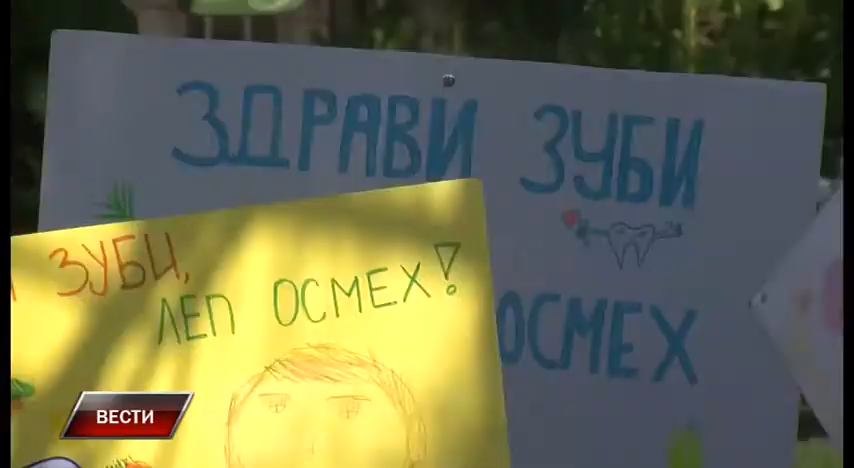 ЗДРАВИ ЗУБИ
ОСМЕХ
ЗУБИ,
ЛЕП ОСМЕХ!
ВЕСТИ